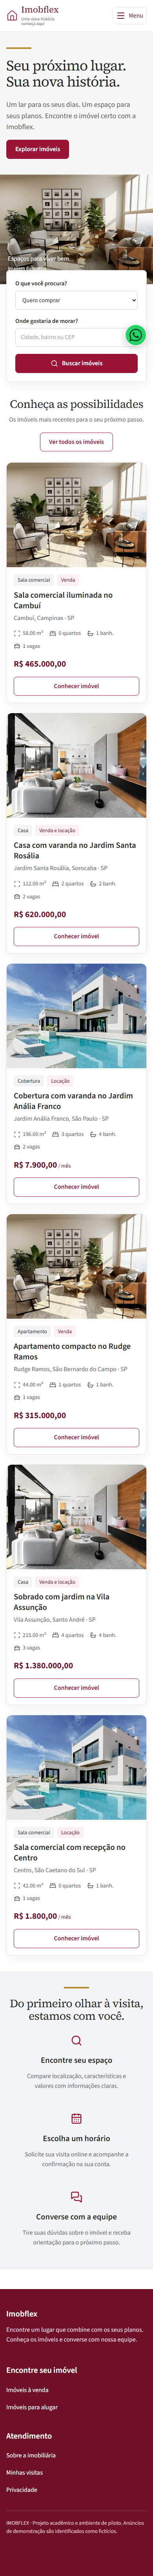 Imobflex
Uma nova história
começa aqui
Menu
Seu próximo lugar.
Sua nova história.
Um lar para os seus dias. Um espaço para
seus planos. Encontre o imóvel certo com a
Imobflex.
Explorar imóveis
Espaços para viver bem.
O que você procura?
Quero comprar
Onde gostaria de morar?
Cidade, bairro ou CEP
Buscar imóveis
Conheça as possibilidades
Os imóveis mais recentes para o seu próximo passo.
Ver todos os imóveis
Sala comercial
Venda
Sala comercial iluminada no
Cambuí
Cambuí, Campinas · SP
58.00 m²
0 quartos
1 banh.
1 vagas
R$ 465.000,00
Conhecer imóvel
Casa
Venda e locação
Casa com varanda no Jardim Santa
Rosália
Jardim Santa Rosália, Sorocaba · SP
112.00 m²
2 quartos
2 banh.
2 vagas
R$ 620.000,00
Conhecer imóvel
Cobertura
Locação
Cobertura com varanda no Jardim
Anália Franco
Jardim Anália Franco, São Paulo · SP
196.00 m²
3 quartos
4 banh.
2 vagas
R$ 7.900,00 / mês
Conhecer imóvel
Apartamento
Venda
Apartamento compacto no Rudge
Ramos
Rudge Ramos, São Bernardo do Campo · SP
44.00 m²
1 quartos
1 banh.
1 vagas
R$ 315.000,00
Conhecer imóvel
Casa
Venda e locação
Sobrado com jardim na Vila
Assunção
Vila Assunção, Santo André · SP
215.00 m²
4 quartos
4 banh.
3 vagas
R$ 1.380.000,00
Conhecer imóvel
Sala comercial
Locação
Sala comercial com recepção no
Centro
Centro, São Caetano do Sul · SP
42.00 m²
0 quartos
1 banh.
1 vagas
R$ 1.800,00 / mês
Conhecer imóvel
Do primeiro olhar à visita,
estamos com você.
Encontre seu espaço
Compare localização, características e
valores com informações claras.
Escolha um horário
Solicite sua visita online e acompanhe a
confirmação na sua conta.
Converse com a equipe
Tire suas dúvidas sobre o imóvel e receba
orientação para o próximo passo.
Imobflex
Encontre um lugar que combine com os seus planos.
Conheça os imóveis e converse com nossa equipe.
Encontre seu imóvel
Imóveis à venda
Imóveis para alugar
Atendimento
Sobre a imobiliária
Minhas visitas
Privacidade
IMOBFLEX · Projeto acadêmico e ambiente de piloto. Anúncios
de demonstração são identificados como fictícios.